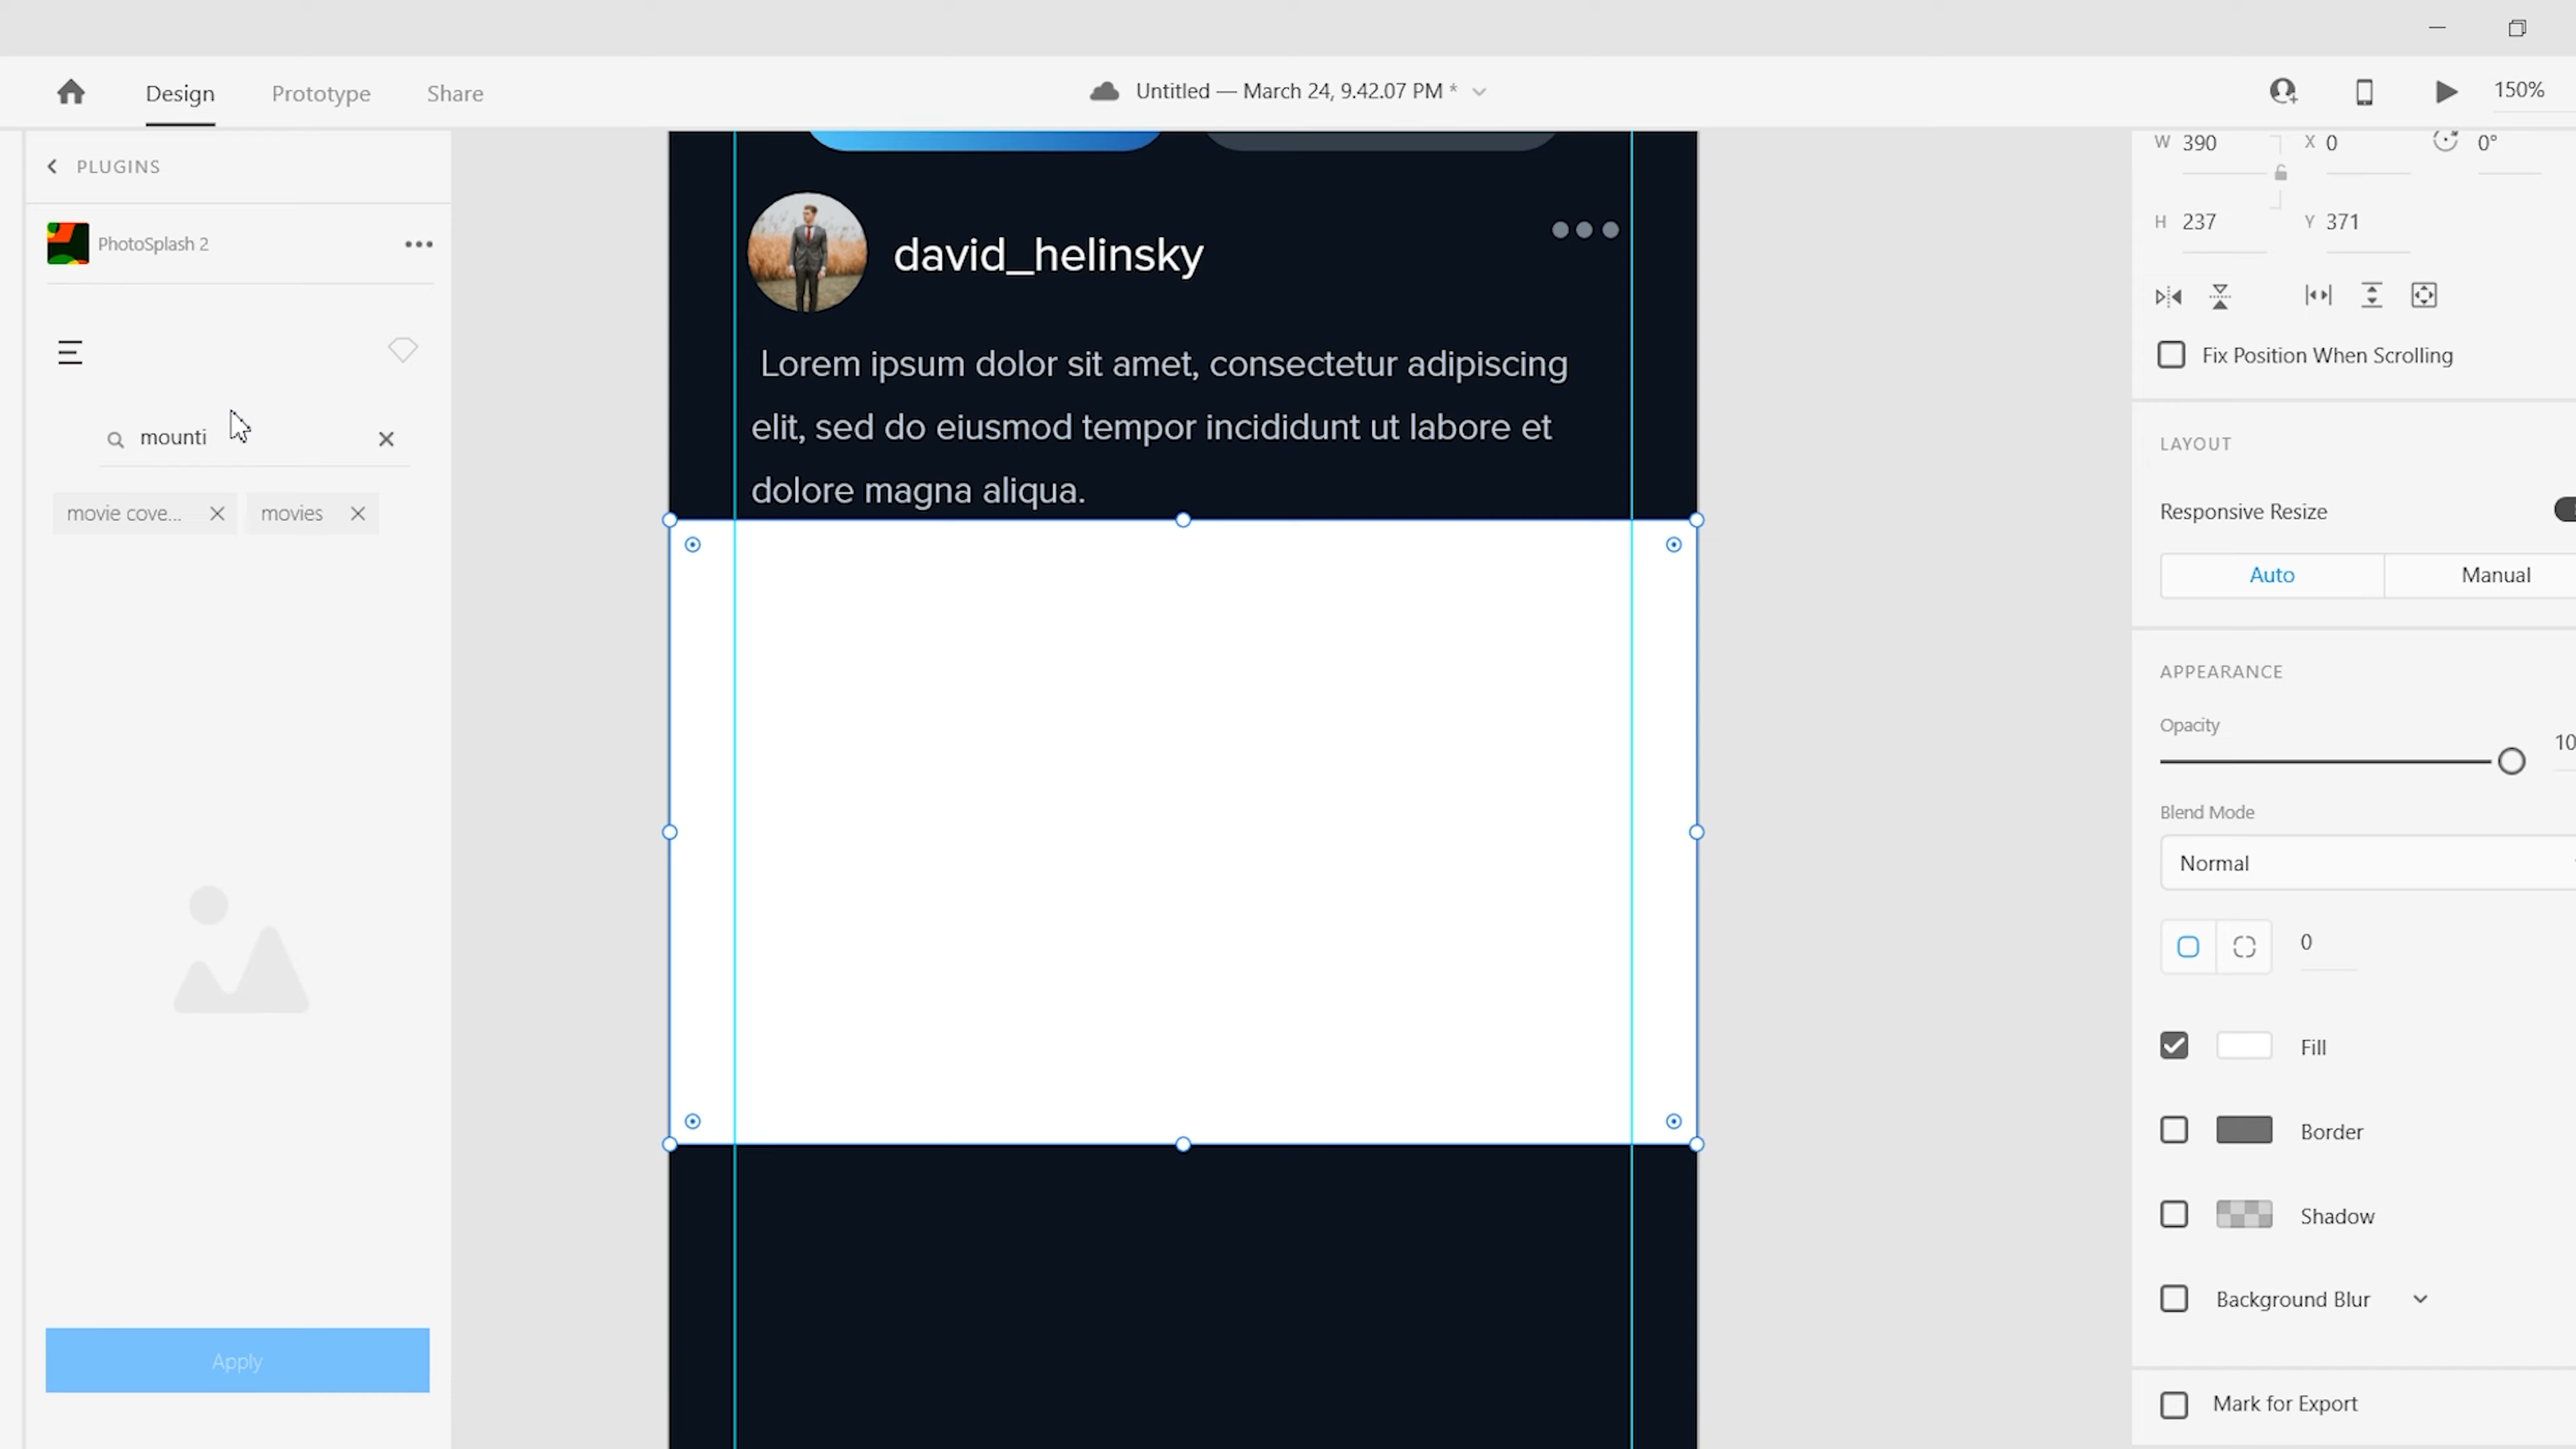 Design Prototype Share
Untitled — March 24, 9.42.07 PM *
150%
PLUGINS
PhotoSplash 2
mounti
movie cove... movies
Apply
david_helinsky
Lorem ipsum dolor sit amet, consectetur adipiscing
elit, sed do eiusmod tempor incididunt ut labore et
dolore magna aliqua.
W 390 X 0 0°
H 237 Y 371
Fix Position When Scrolling
LAYOUT
Responsive Resize
Auto Manual
APPEARANCE
Opacity
10
Blend Mode
Normal
0
Fill
Border
Shadow
Background Blur
Mark for Export